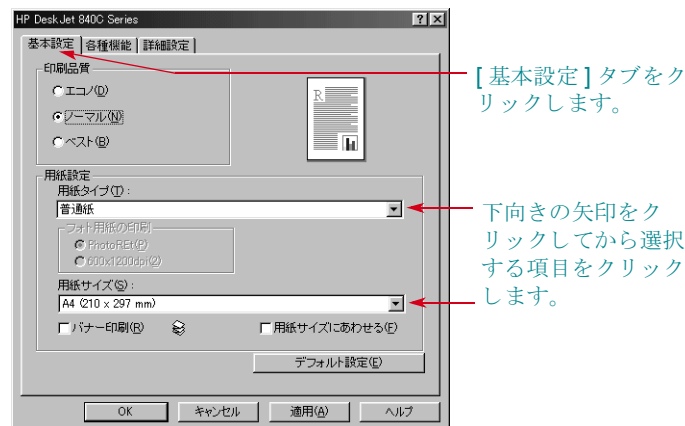 HP DeskJet 840C Series
基本設定 各種機能 詳細設定
印刷品質
エコノ(D)
ノーマル(N)
ベスト(B)
R
用紙設定
用紙タイプ(T):
普通紙
フォト用紙の印刷
PhotoREt(P)
600x1200dpi(2)
用紙サイズ(S):
A4 (210 x 297 mm)
バナー印刷(R) 用紙サイズにあわせる(F)
デフォルト設定(E)
OK キャンセル 適用(A) ヘルプ
[基本設定]タブをク
リックします。
下向きの矢印をク
リックしてから選択
する項目をクリック
します。